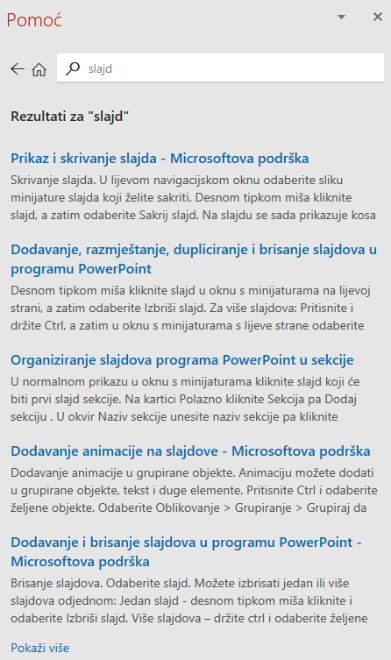 Pomoć
slajd
Rezultati za "slajd"
Prikaz i skrivanje slajda - Microsoftova podrška
Skrivanje slajda. U lijevom navigacijskom oknu odaberite sliku
minijature slajda koji želite sakriti. Desnom tipkom miša kliknite
slajd, a zatim odaberite Sakrij slajd. Na slajdu se sada prikazuje kosa
Dodavanje, razmještanje, dupliciranje i brisanje slajdova u
programu PowerPoint
Desnom tipkom miša kliknite slajd u oknu s minijaturama na lijevoj
strani, a zatim odaberite Izbriši slajd. Za više slajdova: Pritisnite i
držite Ctrl, a zatim u oknu s minijaturama s lijeve strane odaberite
Organiziranje slajdova programa PowerPoint u sekcije
U normalnom prikazu u oknu s minijaturama kliknite slajd koji će
biti prvi slajd sekcije. Na kartici Polazno kliknite Sekcija pa Dodaj
sekciju . U okvir Naziv sekcije unesite naziv sekcije pa kliknite
Dodavanje animacije na slajdove - Microsoftova podrška
Dodavanje animacije u grupirane objekte. Animaciju možete dodati
u grupirane objekte, tekst i duge elemente. Pritisnite Ctrl i odaberite
željene objekte. Odaberite Oblikovanje > Grupiranje > Grupiraj da
Dodavanje i brisanje slajdova u programu PowerPoint -
Microsoftova podrška
Brisanje slajdova. Odaberite slajd. Možete izbrisati jedan ili više
slajdova odjednom: Jedan slajd - desnom tipkom miša kliknite i
odaberite Izbriši slajd. Više slajdova – držite ctrl i odaberite željene
Pokaži više